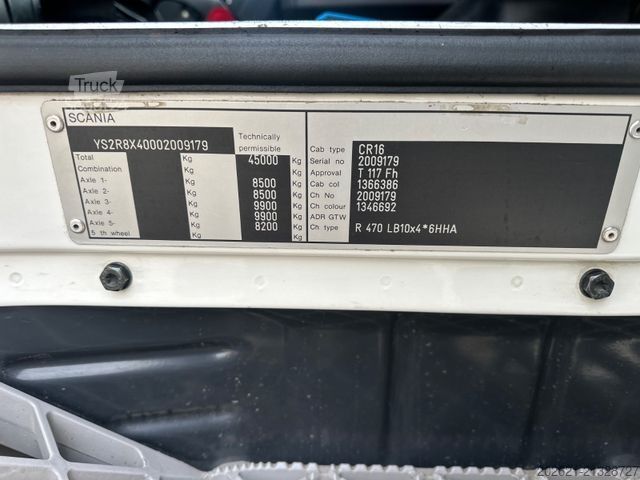 Truck
SCANIA
YS2R8X40002009179
Technically
permissible
Total Kg 45000 Kg
Combination Kg Kg
Axle 1- Kg 8500 Kg
Axle 2- Kg 8500 Kg
Axle 3- Kg 9900 Kg
Axle 4- Kg 9900 Kg
Axle 5- Kg 8200 Kg
5 th wheel Kg Kg
Cab type CR16
Serial no 2009179
Approval T 117 Fh
Cab col 1366386
Ch no 2009179
Ch colour 1346692
ADR GTW
Ch type R 470 LB10x4*6HHA